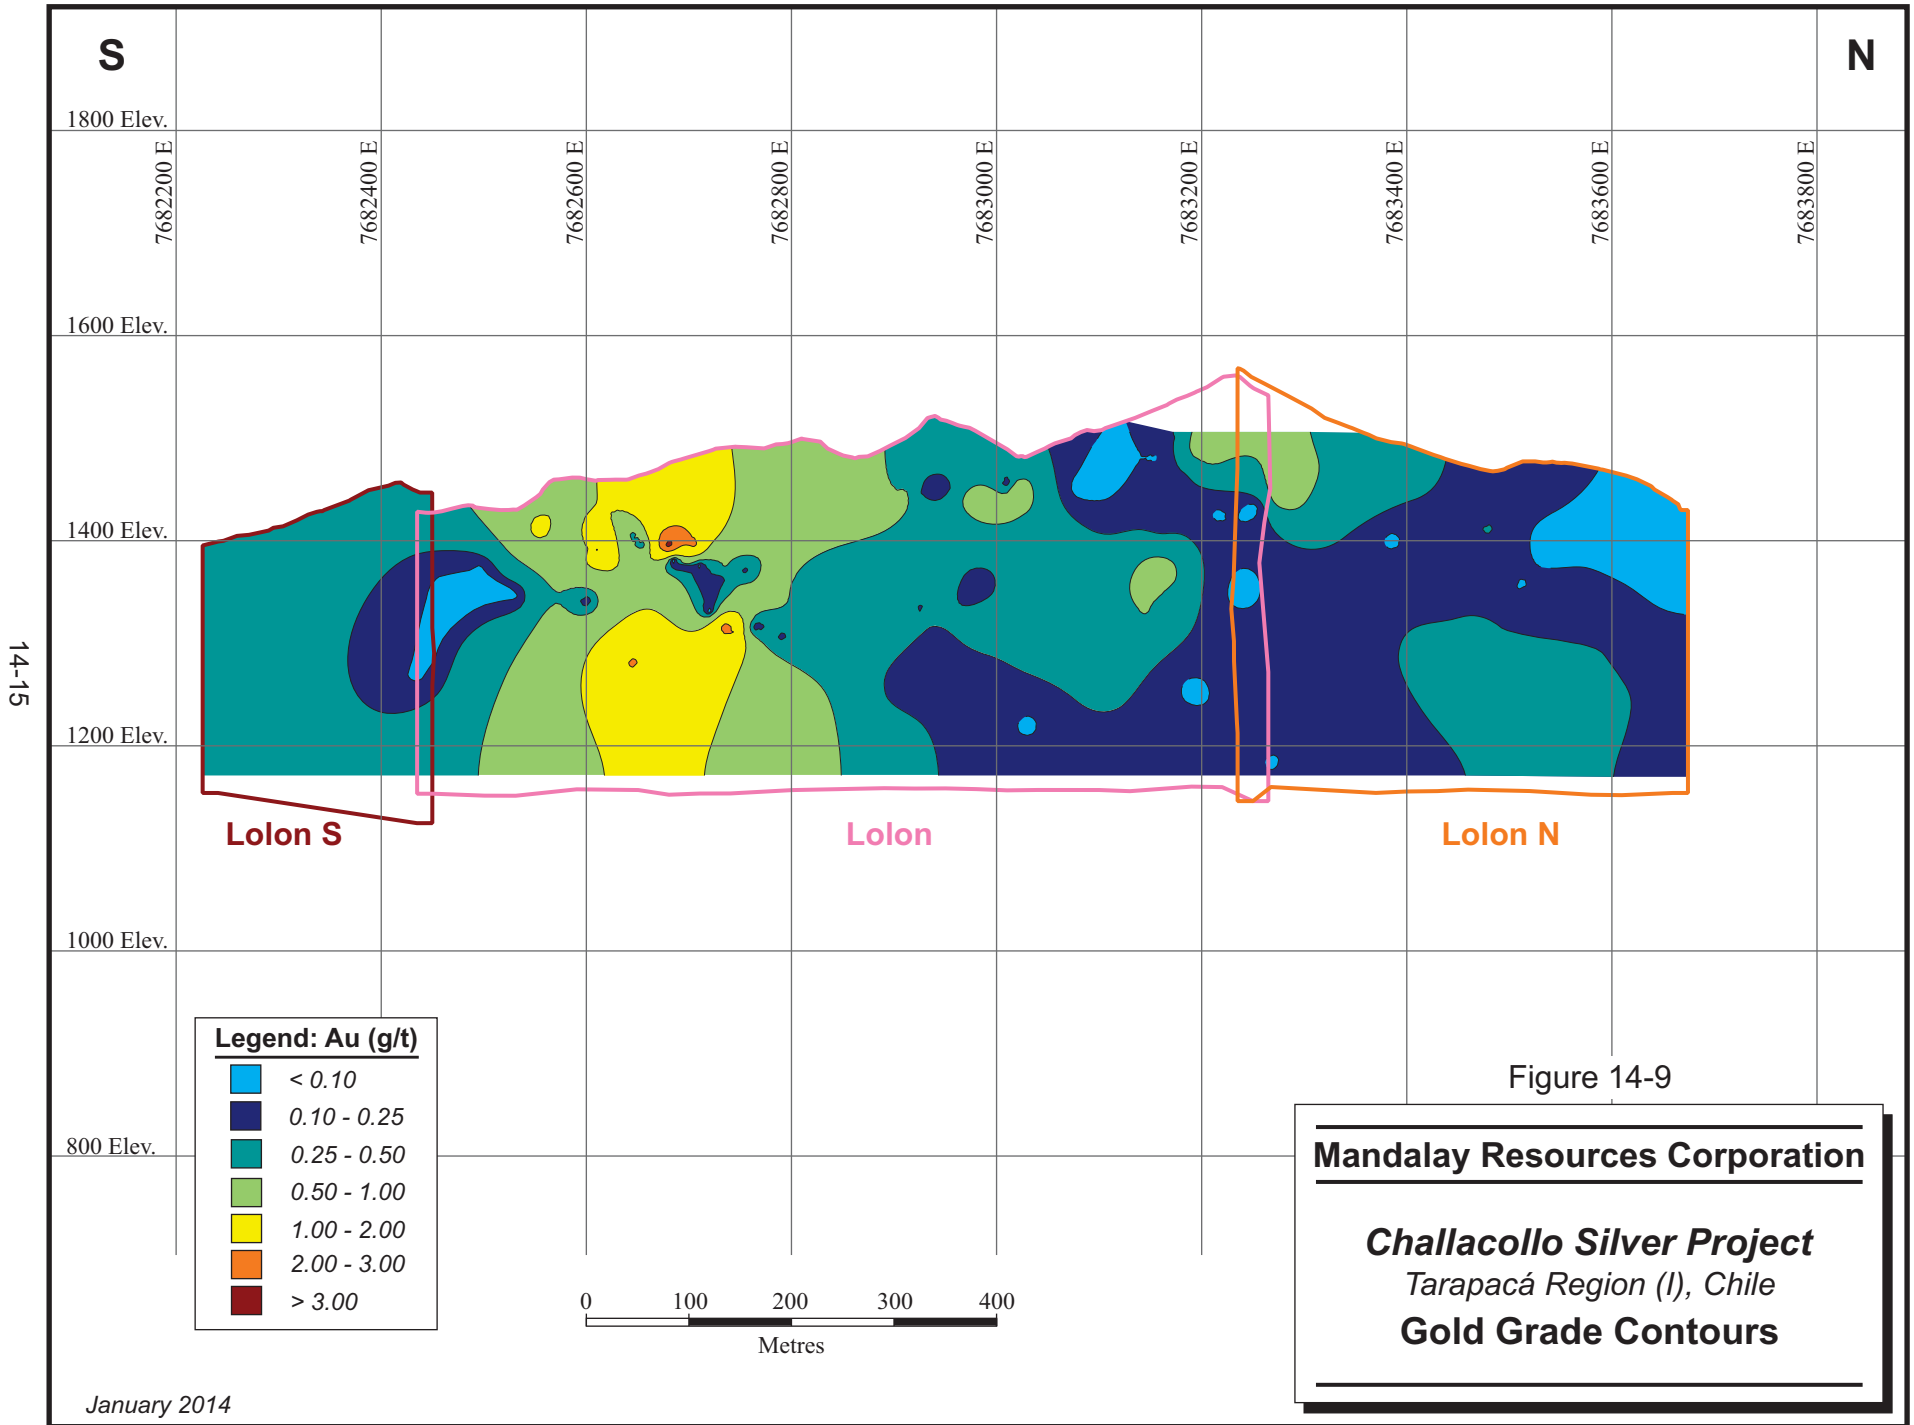 S
N
1800 Elev.
7682200 E
7682400 E
7682600 E
7682800 E
7683000 E
7683200 E
7683400 E
7683600 E
7683800 E
1600 Elev.
1400 Elev.
1200 Elev.
14-15
Lolon S
Lolon
Lolon N
1000 Elev.
Legend: Au (g/t)
< 0.10
0.10 - 0.25
0.25 - 0.50
0.50 - 1.00
1.00 - 2.00
2.00 - 3.00
> 3.00
800 Elev.
0 100 200 300 400
Metres
Figure 14-9
Mandalay Resources Corporation
Challacollo Silver Project
Tarapacá Region (I), Chile
Gold Grade Contours
January 2014